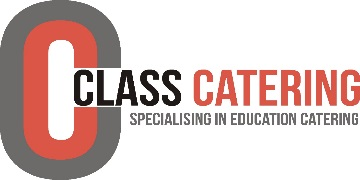 CLASS CATERING
SPECIALISING IN EDUCATION CATERING